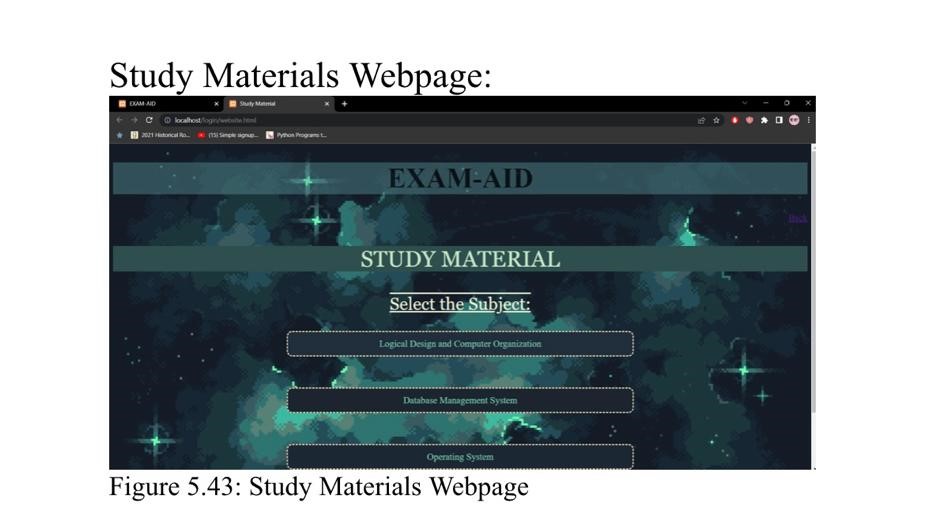 Study Materials Webpage:
EXAM-AID
Study Material
localhost/login/website.html
2021 Historical Ro...
(15) Simple signup...
Python Programs t...
EXAM-AID
Back
STUDY MATERIAL
Select the Subject:
Logical Design and Computer Organization
Database Management System
Operating System
Figure 5.43: Study Materials Webpage